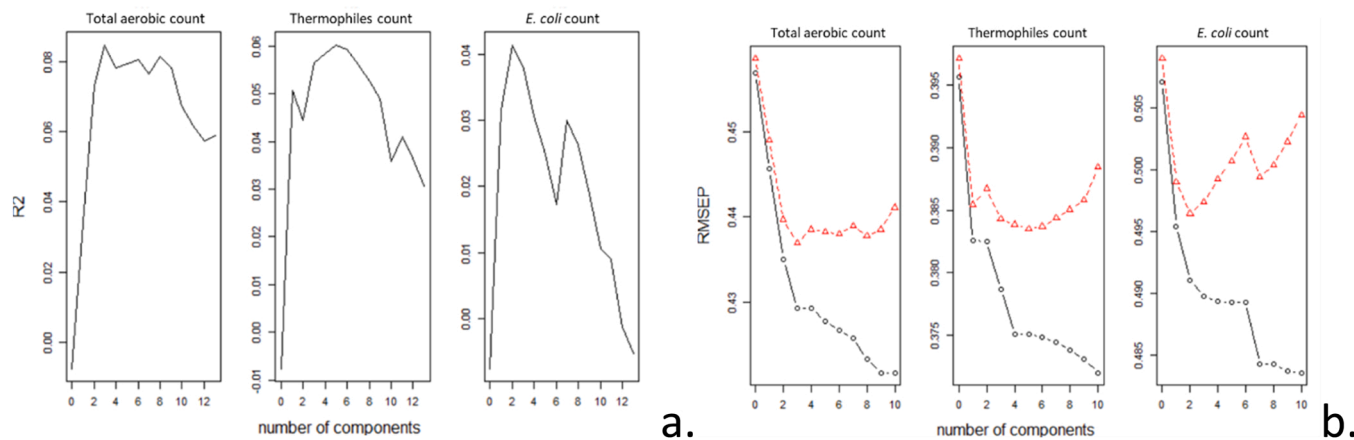 Total aerobic count
Thermophiles count
E. coli count
R2
0.00
0.02
0.04
0.06
0.08
-0.01
0.00
0.01
0.02
0.03
0.04
0.05
0.06
0.00
0.01
0.02
0.03
0.04
0 2 4 6 8 10 12
0 2 4 6 8 10 12
0 2 4 6 8 10 12
number of components
a.
Total aerobic count
Thermophiles count
E. coli count
RMSEP
0.43
0.44
0.45
0.375
0.380
0.385
0.390
0.395
0.485
0.490
0.495
0.500
0.505
0 2 4 6 8 10
0 2 4 6 8 10
0 2 4 6 8 10
number of components
b.